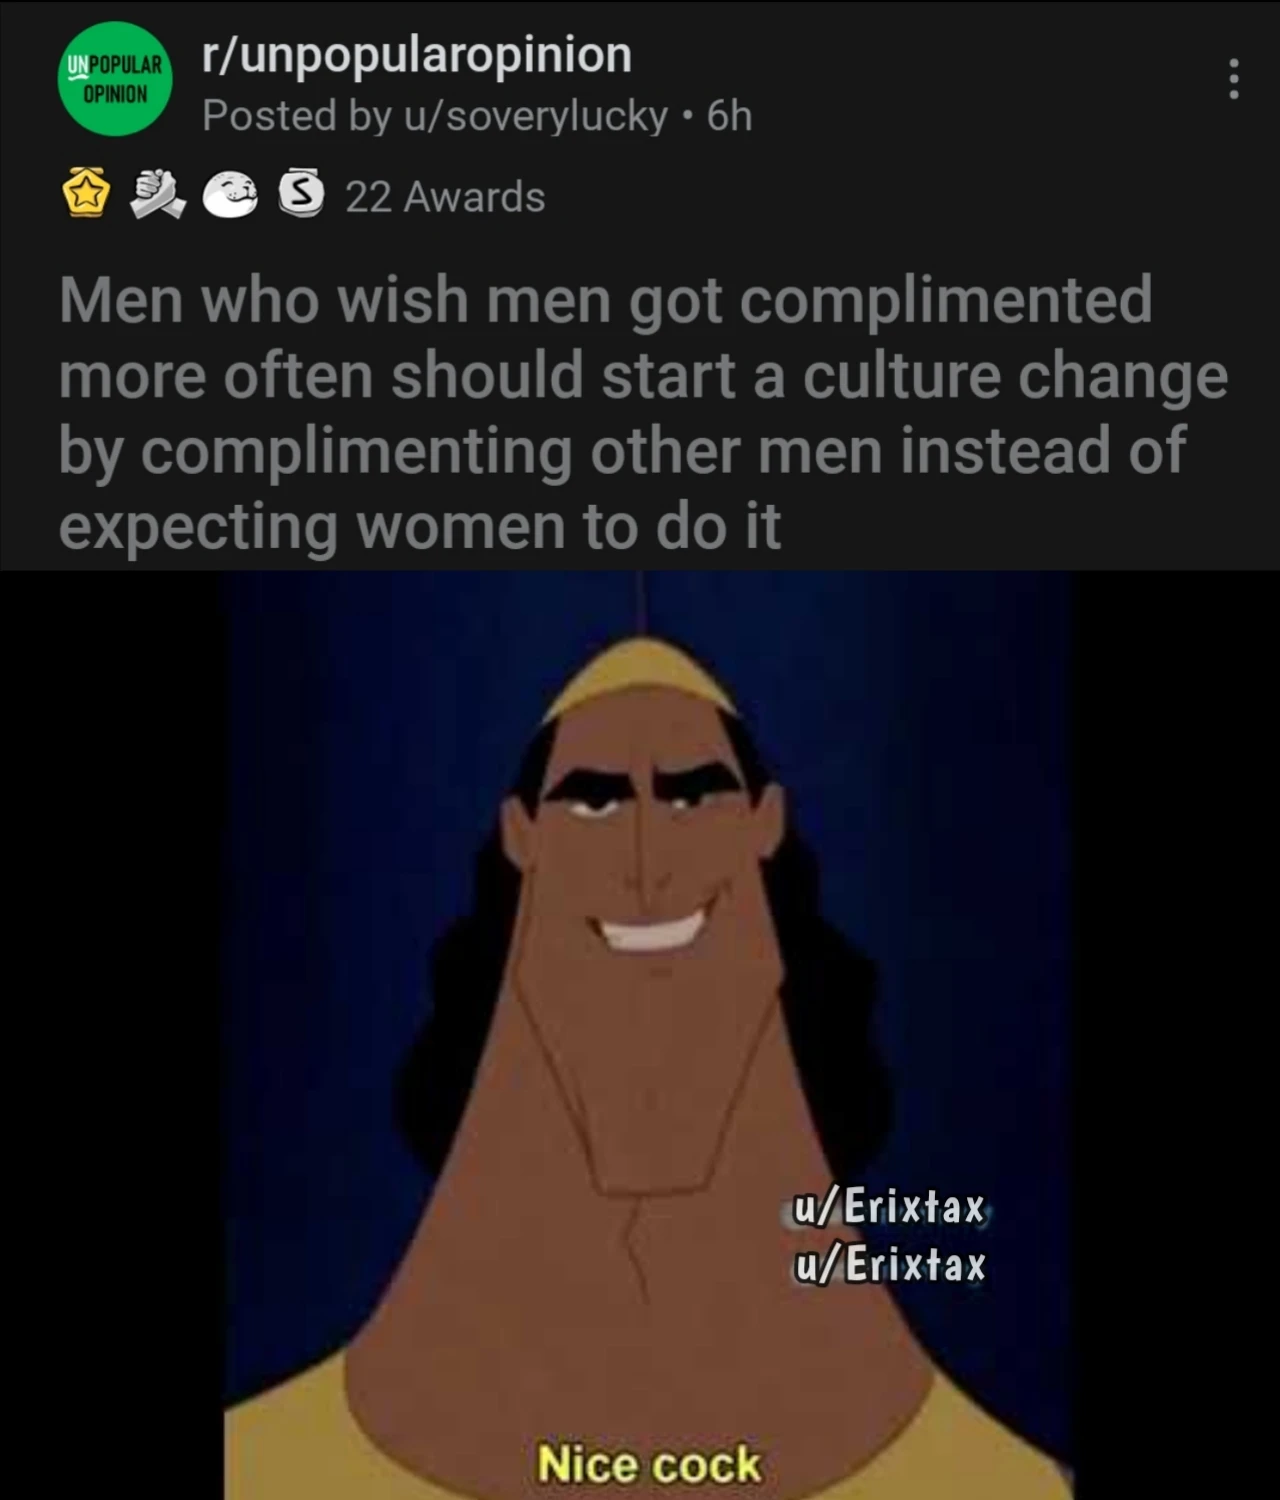 UNPOPULAR
OPINION
r/unpopularopinion
Posted by u/soverylucky • 6h
S 22 Awards
Men who wish men got complimented
more often should start a culture change
by complimenting other men instead of
expecting women to do it
u/Erixtax
u/Erixtax
Nice cock